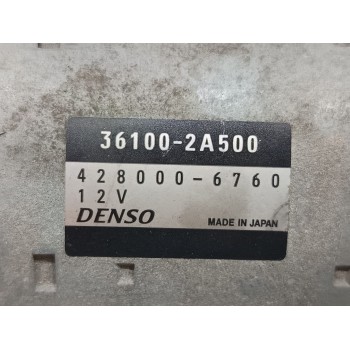 36100-2A500
428000-6760
12V
DENSO MADE IN JAPAN